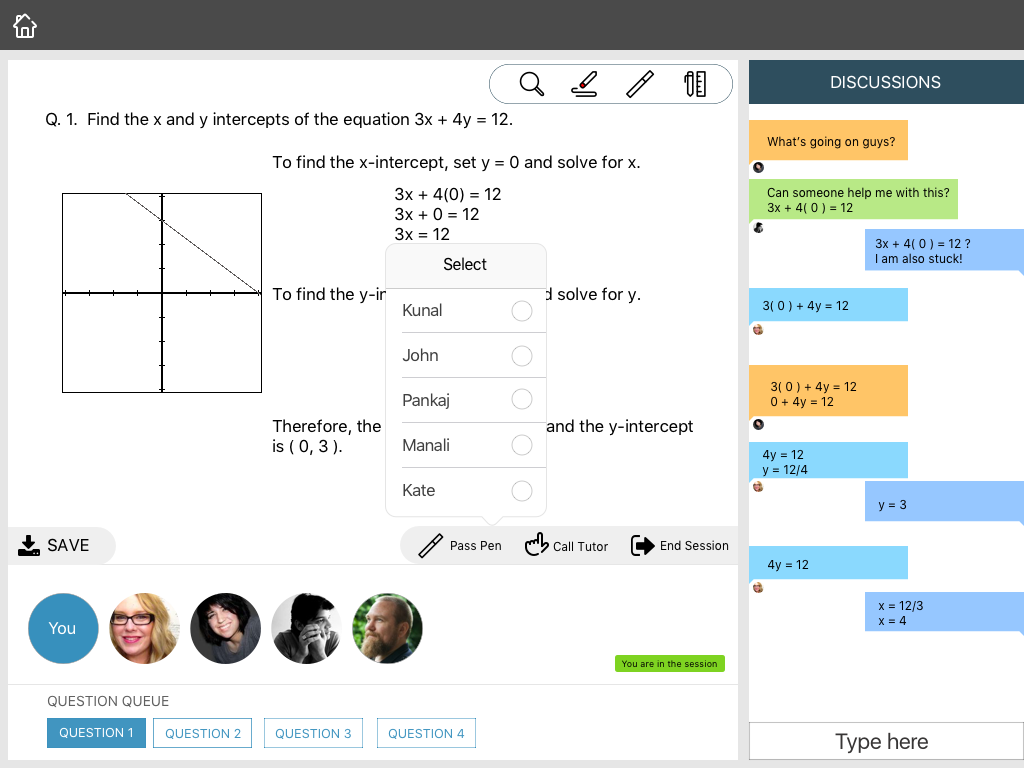 Q. 1. Find the x and y intercepts of the equation 3x + 4y = 12.
To find the x-intercept, set y = 0 and solve for x.
3x + 4(0) = 12
3x + 0 = 12
3x = 12
To find the y-in
d solve for y.
Therefore, the
and the y-intercept
is ( 0, 3 ).
Select
Kunal
John
Pankaj
Manali
Kate
SAVE
Pass Pen
Call Tutor
End Session
You
You are in the session
QUESTION QUEUE
QUESTION 1
QUESTION 2
QUESTION 3
QUESTION 4
DISCUSSIONS
What's going on guys?
Can someone help me with this?
3x + 4( 0 ) = 12
3x + 4( 0 ) = 12 ?
I am also stuck!
3( 0 ) + 4y = 12
3( 0 ) + 4y = 12
0 + 4y = 12
4y = 12
y = 12/4
y = 3
4y = 12
x = 12/3
x = 4
Type here